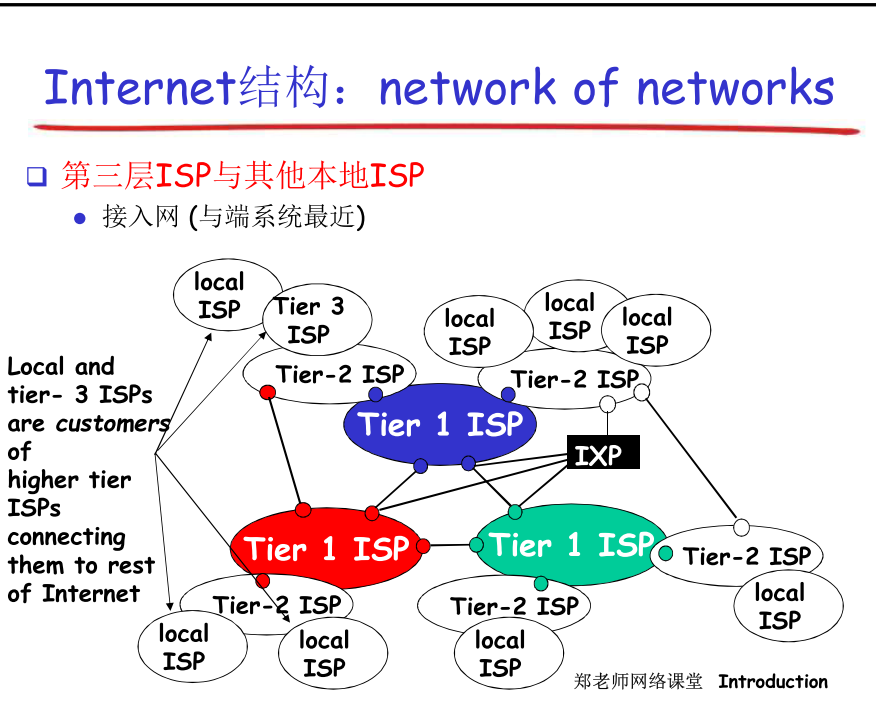 Internet结构：network of networks
第三层ISP与其他本地ISP
接入网 (与端系统最近)
local
ISP
Tier 3
ISP
local
ISP
local
ISP
local
ISP
Local and
tier- 3 ISPs
are customers
of
higher tier
ISPs
connecting
them to rest
of Internet
Tier-2 ISP
Tier-2 ISP
Tier 1 ISP
IXP
Tier 1 ISP
Tier 1 ISP
Tier-2 ISP
Tier-2 ISP
Tier-2 ISP
local
ISP
local
ISP
local
ISP
local
ISP
郑老师网络课堂 Introduction